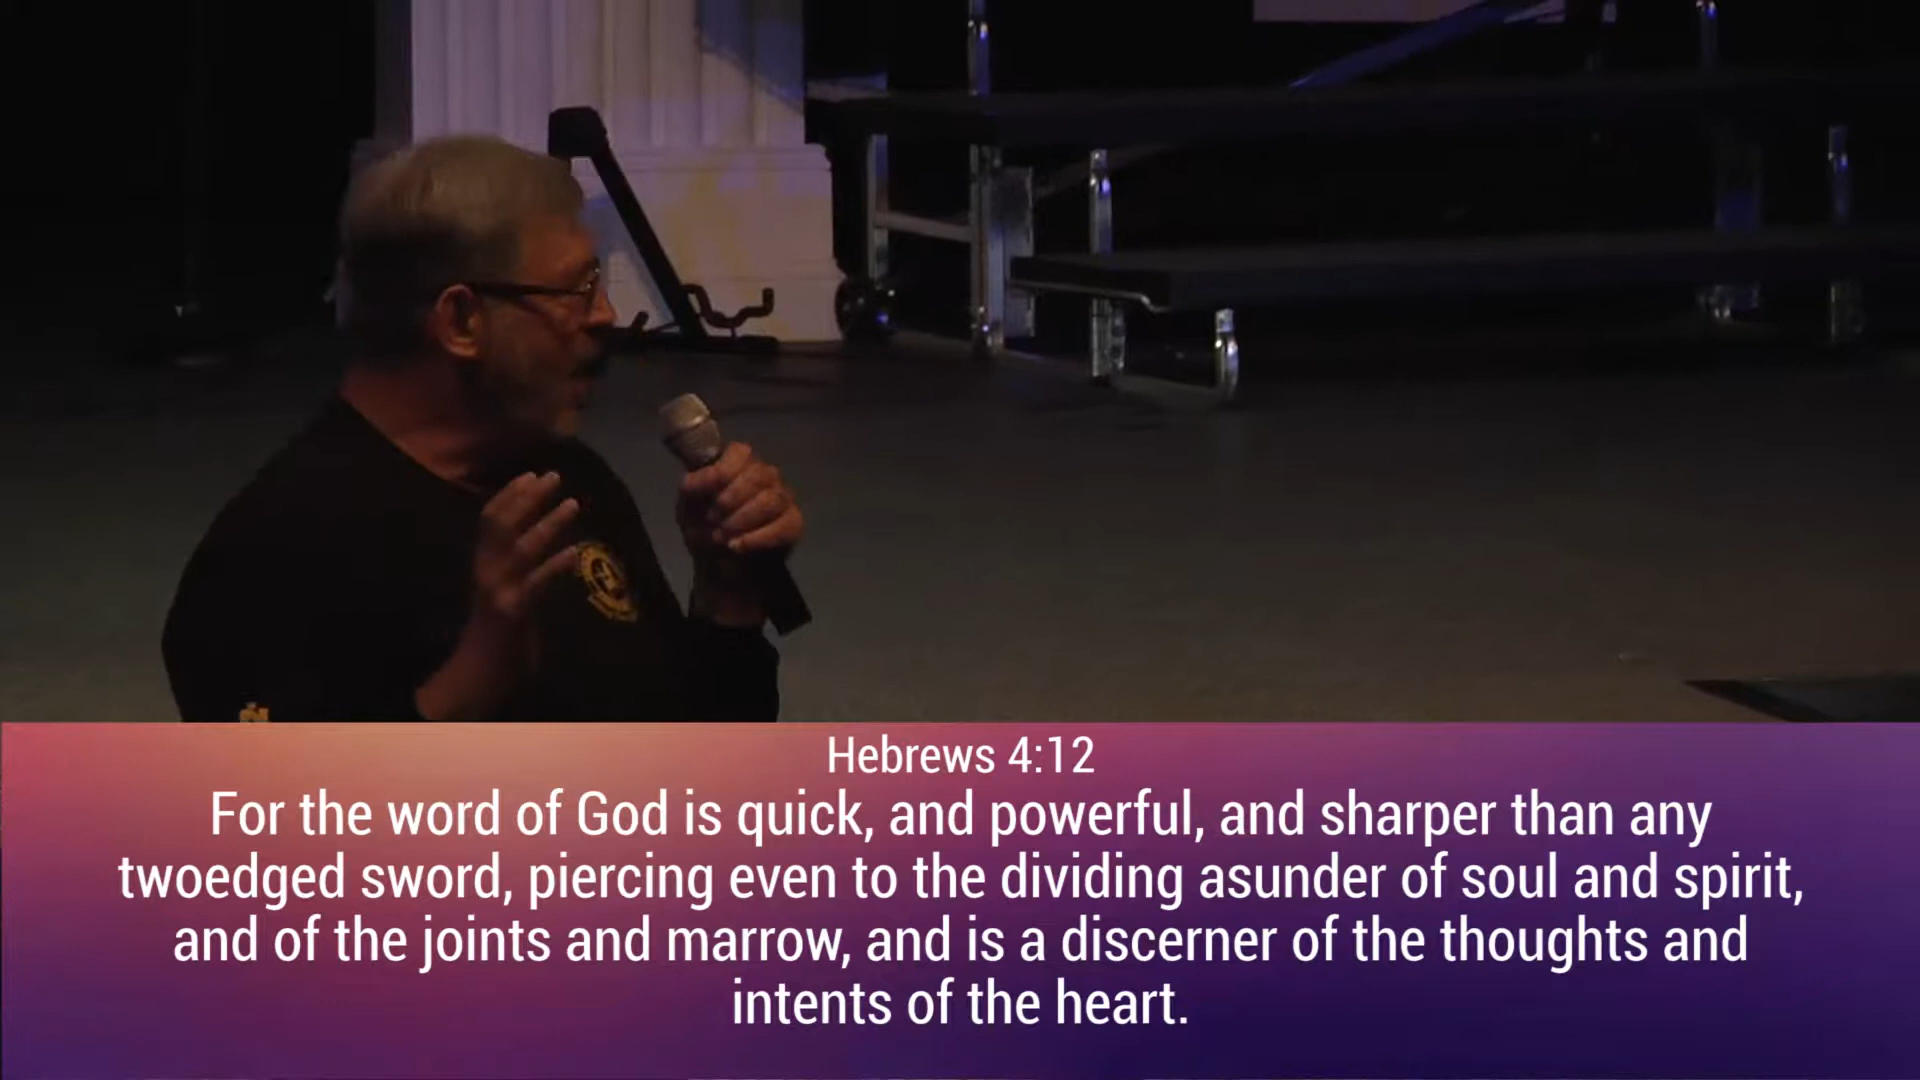 Hebrews 4:12
For the word of God is quick, and powerful, and sharper than any
twoedged sword, piercing even to the dividing asunder of soul and spirit,
and of the joints and marrow, and is a discerner of the thoughts and
intents of the heart.